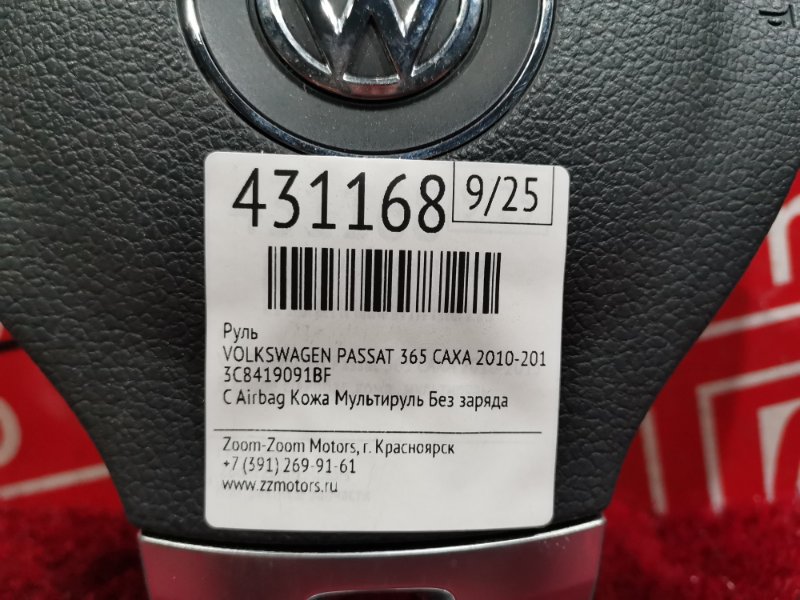 431168 9/25
Руль
VOLKSWAGEN PASSAT 365 CAXA 2010-201
3C8419091BF
С Airbag Кожа Мультируль Без заряда
Zoom-Zoom Motors, г. Красноярск
+7 (391) 269-91-61
www.zzmotors.ru